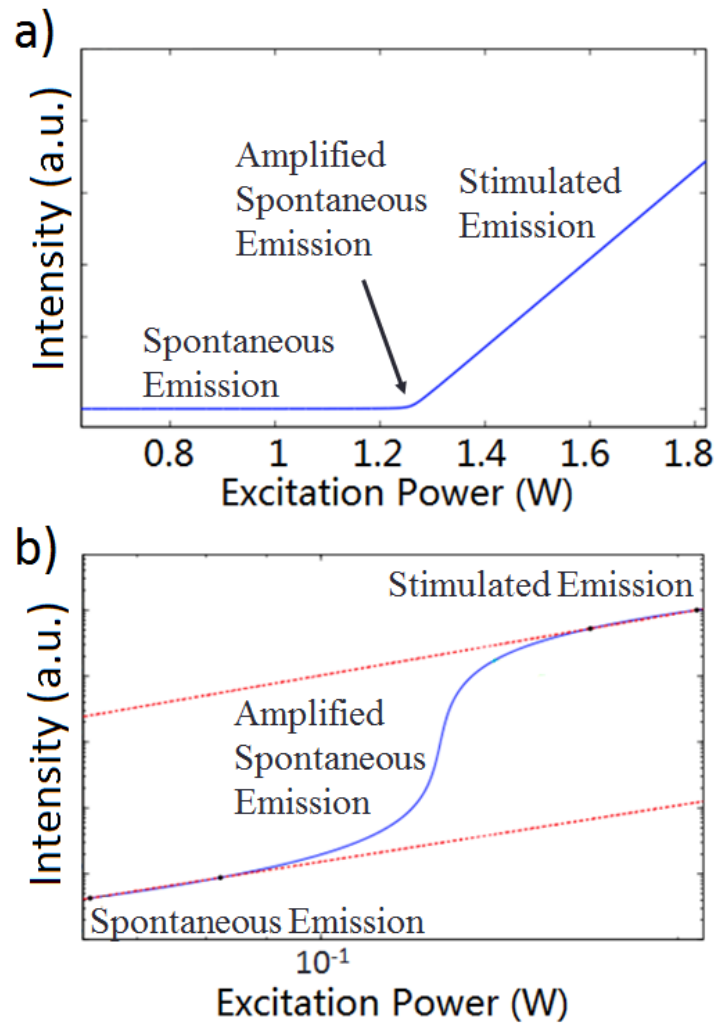 a)
Intensity (a.u.)
Amplified
Spontaneous
Emission
Stimulated
Emission
Spontaneous
Emission
0.8 1 1.2 1.4 1.6 1.8
Excitation Power (W)
b)
Intensity (a.u.)
Stimulated Emission
Amplified
Spontaneous
Emission
Spontaneous Emission
10⁻¹
Excitation Power (W)